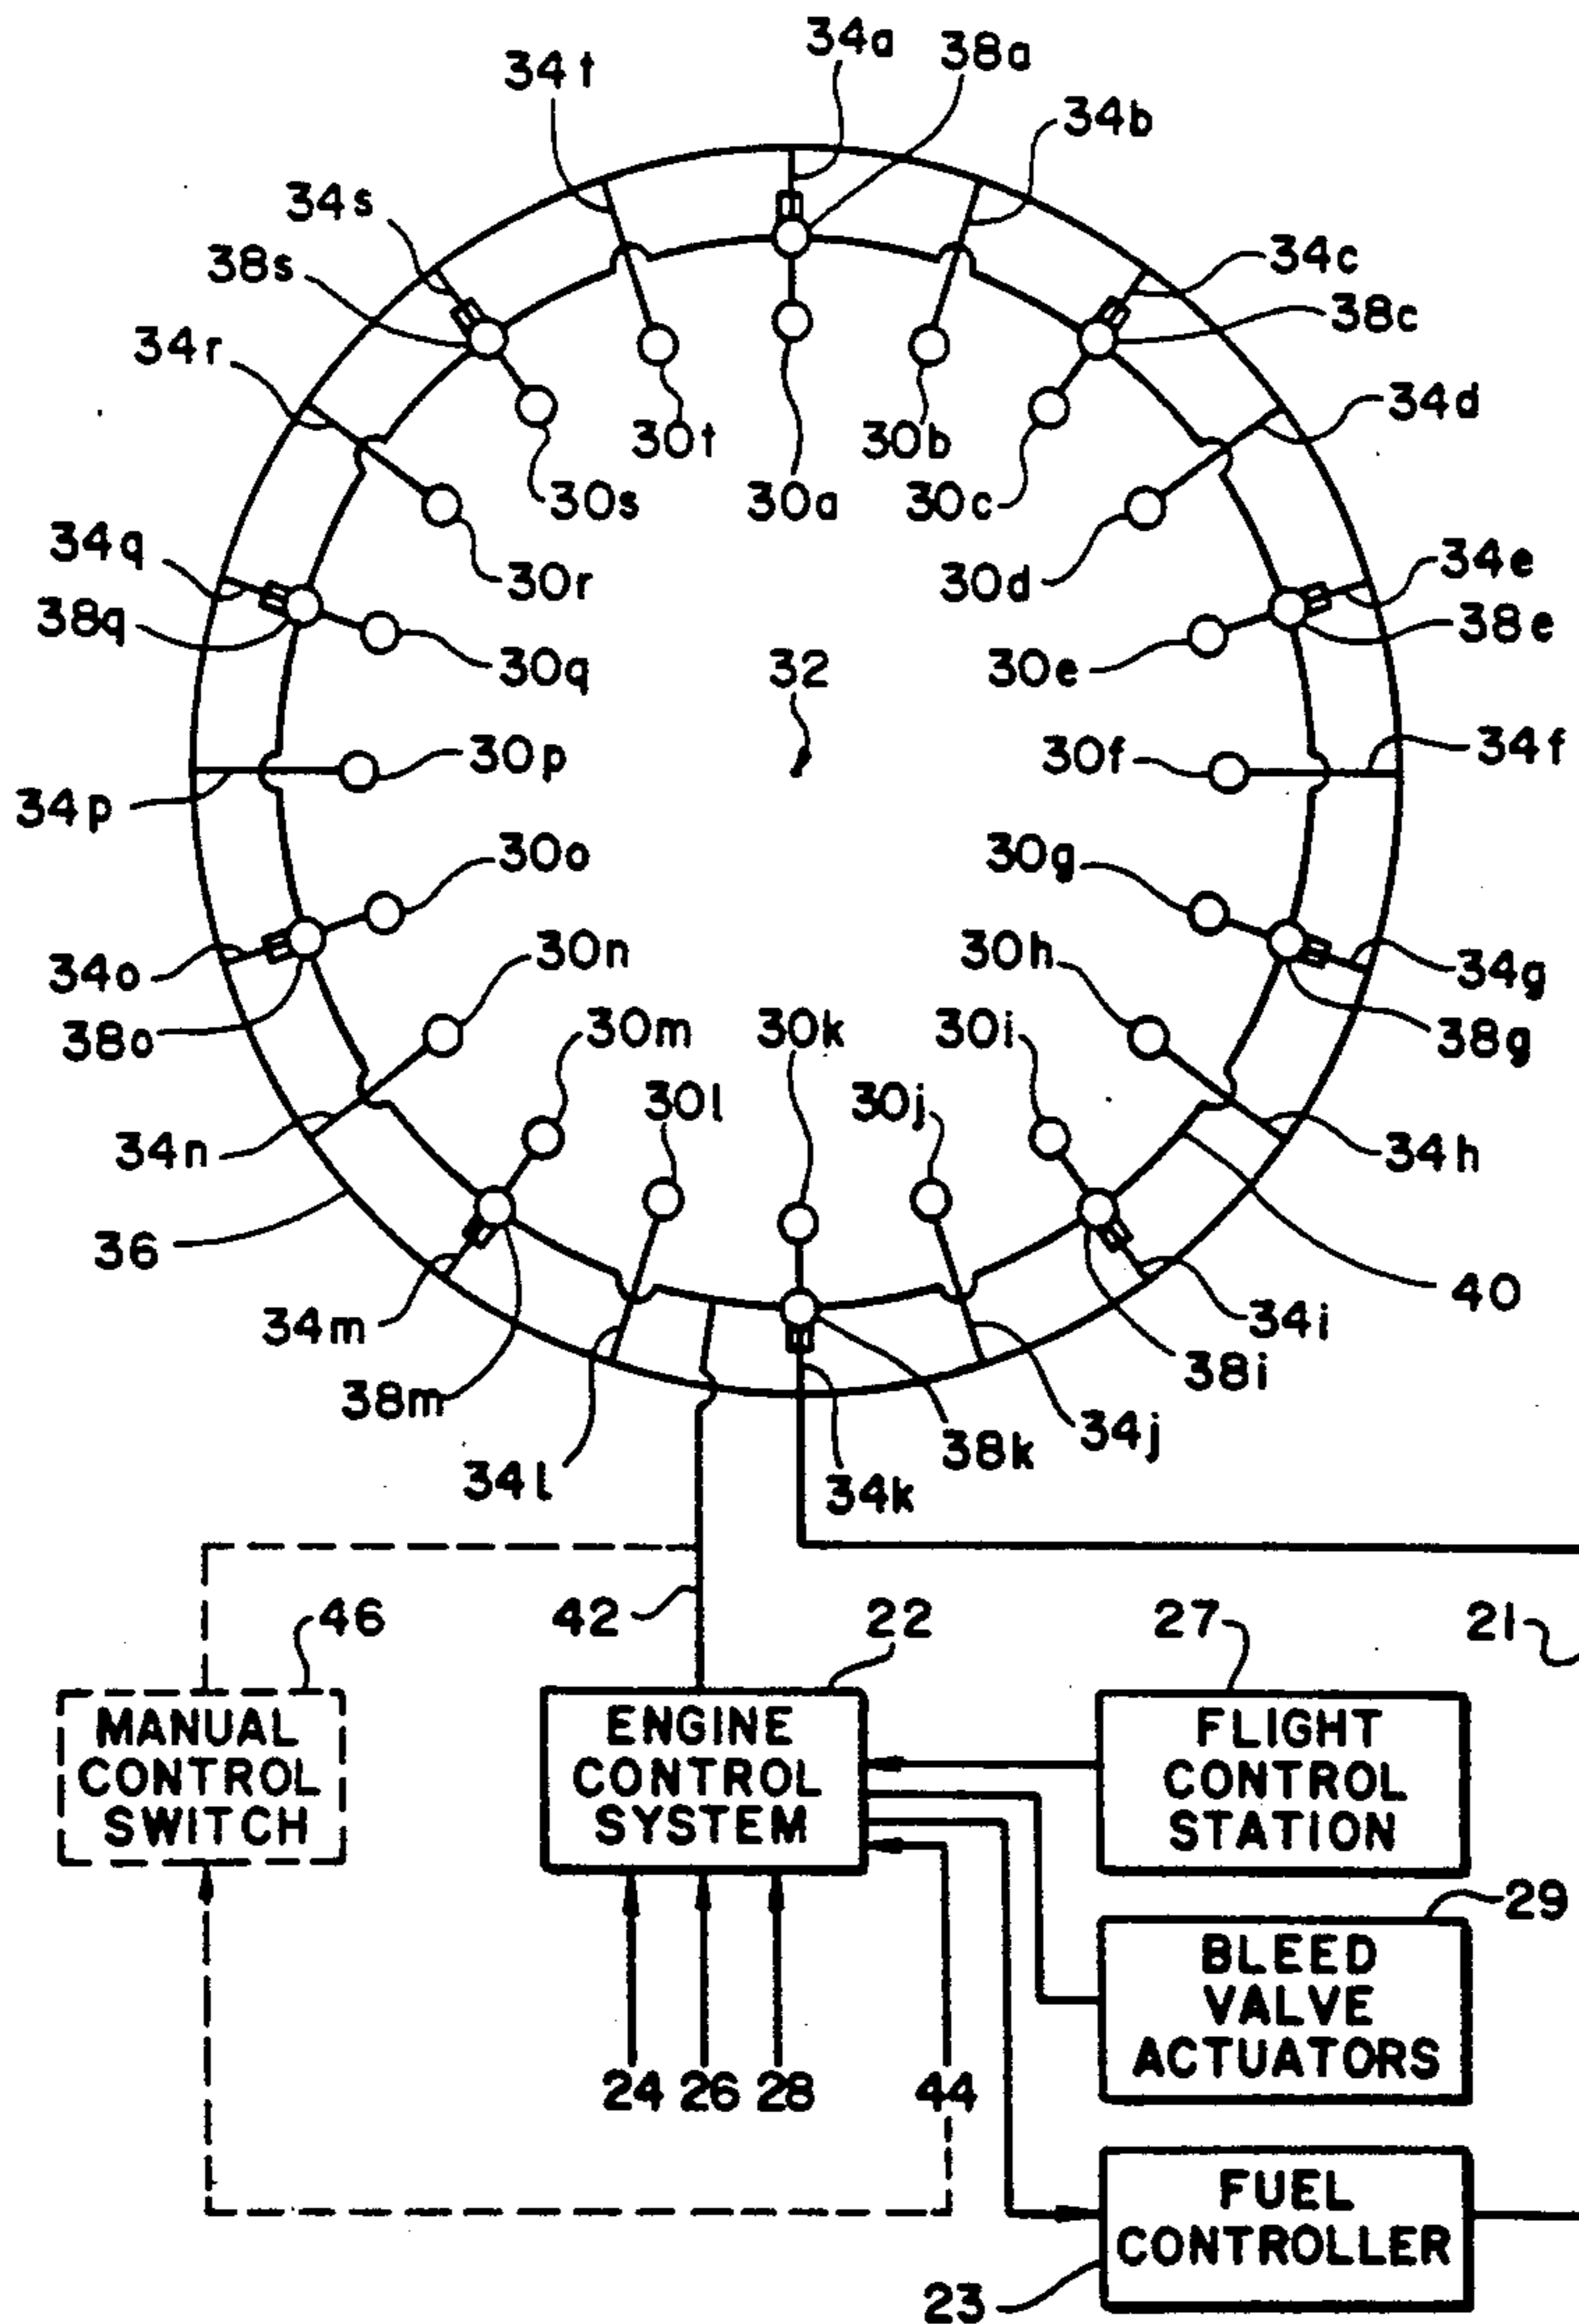 34a
38a
34t
34b
34s
34c
38s
38c
34r
34d
30t
30b
30s
30a
30c
34q
30r
30d
34e
38q
38e
30q
32
30e
30p
30f
34f
34p
30o
30g
34o
30n
30h
34g
38o
30m
30k
30i
38g
30l
30j
34n
34h
36
34m
34i
40
38i
38m
34j
34l
38k
34k
46
42
22
27
21
MANUAL
CONTROL
SWITCH
ENGINE
CONTROL
SYSTEM
FLIGHT
CONTROL
STATION
29
BLEED
VALVE
ACTUATORS
24 26 28 44
FUEL
CONTROLLER
23